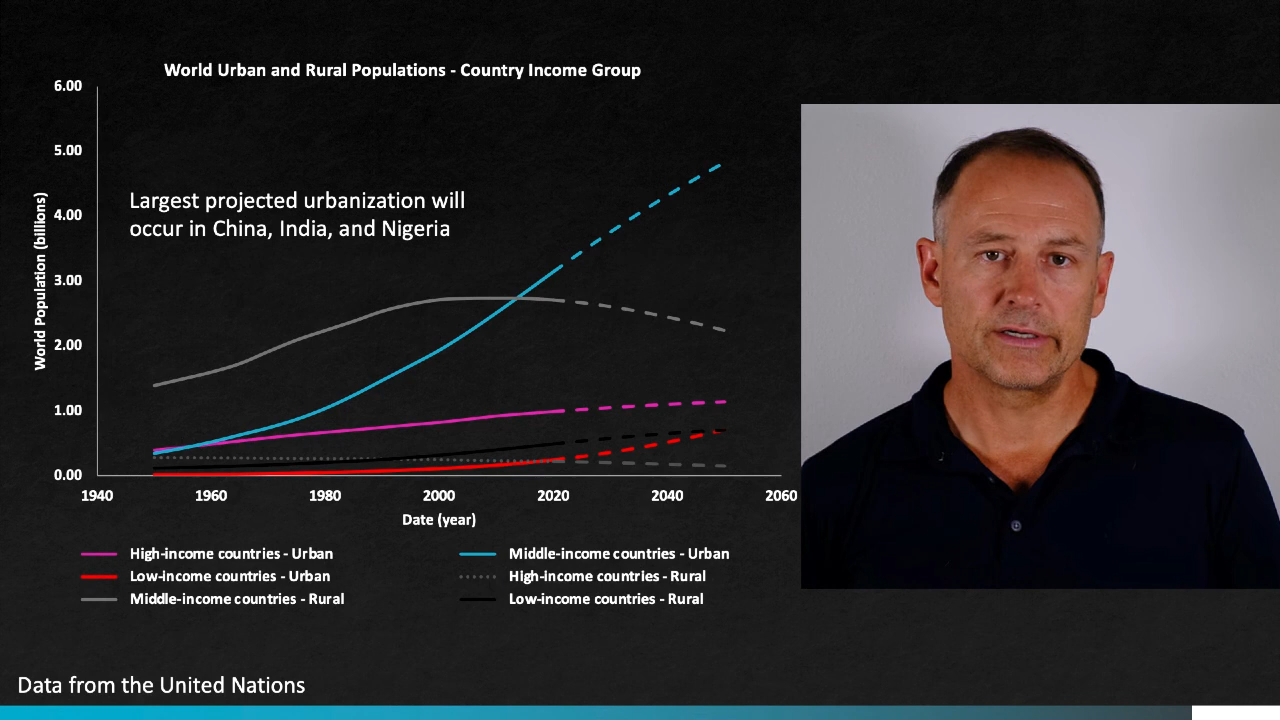 World Urban and Rural Populations - Country Income Group
6.00
5.00
4.00
3.00
2.00
1.00
0.00
World Population (billions)
Largest projected urbanization will
occur in China, India, and Nigeria
1940 1960 1980 2000 2020 2040 2060
Date (year)
High-income countries - Urban
Middle-income countries - Urban
Low-income countries - Urban
High-income countries - Rural
Middle-income countries - Rural
Low-income countries - Rural
Data from the United Nations